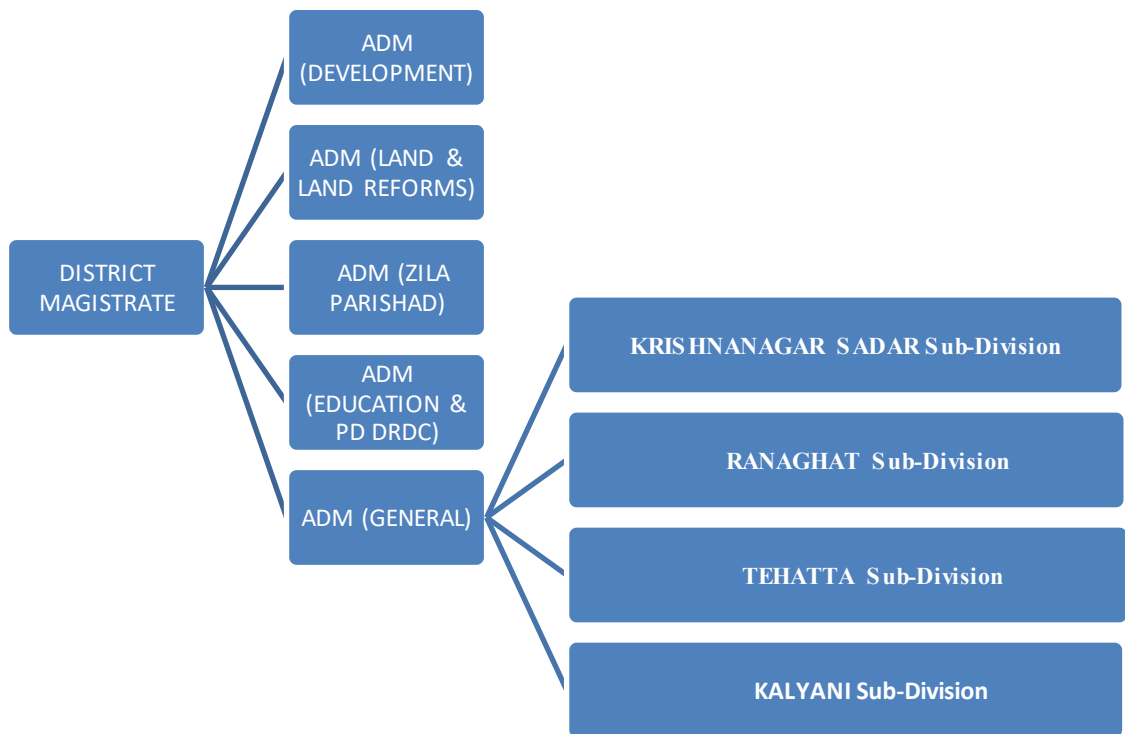 DISTRICT
MAGISTRATE
ADM
(DEVELOPMENT)
ADM (LAND &
LAND REFORMS)
ADM (ZILA
PARISHAD)
ADM
(EDUCATION &
PD DRDC)
ADM (GENERAL)
KRISHNANAGAR SADAR Sub-Division
RANAGHAT Sub-Division
TEHATTA Sub-Division
KALYANI Sub-Division